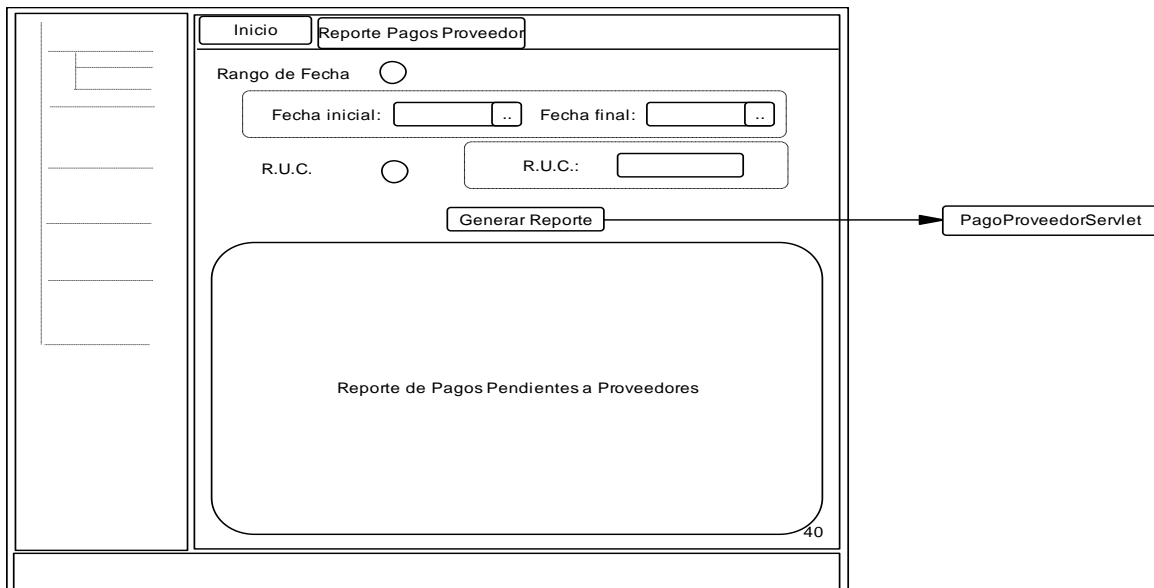 Inicio
Reporte Pagos Proveedor
Rango de Fecha
Fecha inicial:
..
Fecha final:
..
R.U.C.
R.U.C.:
Generar Reporte
PagoProveedorServlet
Reporte de Pagos Pendientes a Proveedores
40